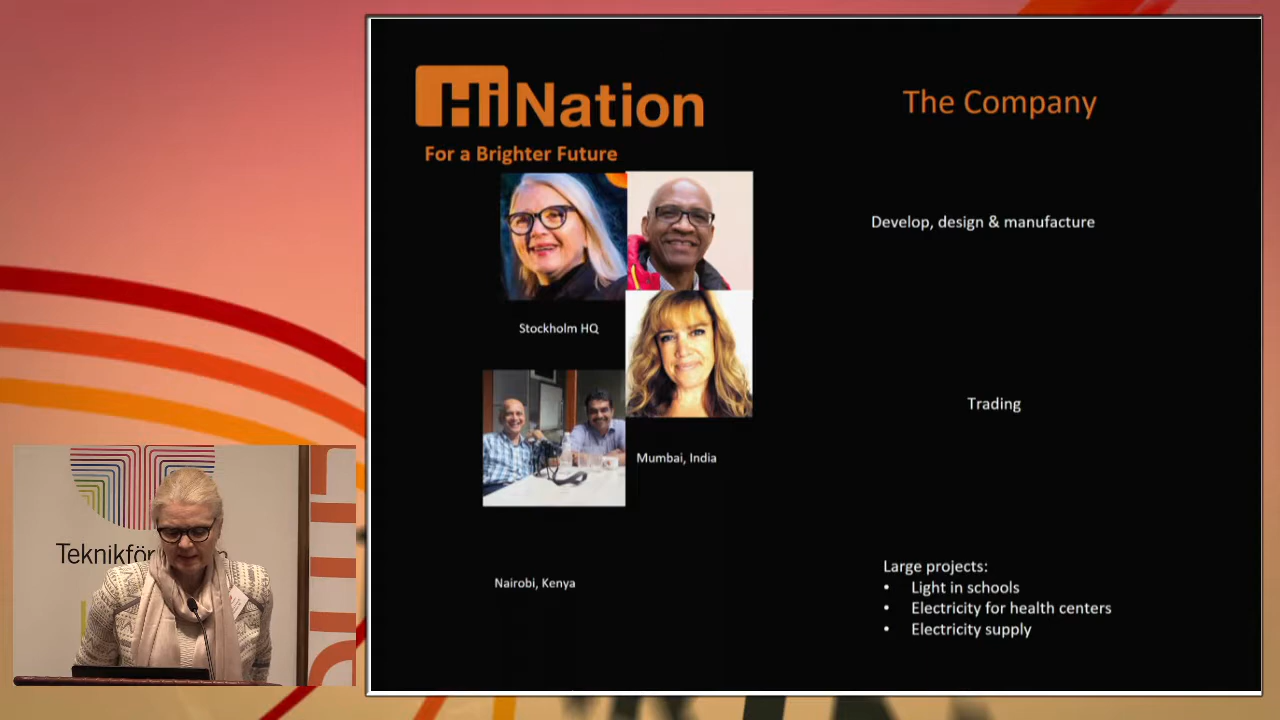 HiNation
For a Brighter Future
The Company
Develop, design & manufacture
Stockholm HQ
Trading
Mumbai, India
Large projects:
• Light in schools
• Electricity for health centers
• Electricity supply
Nairobi, Kenya